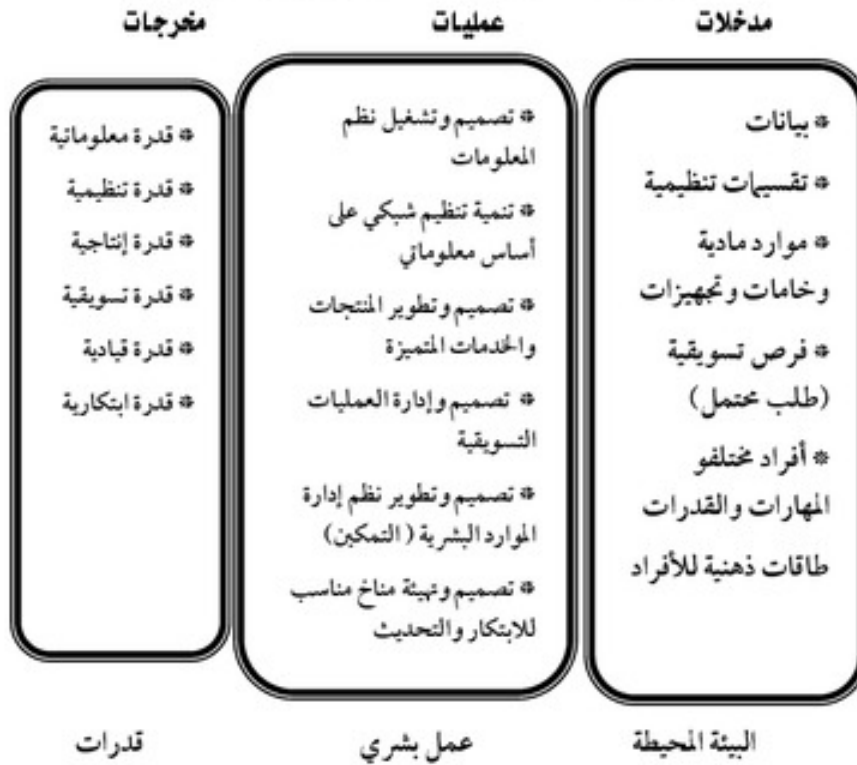 مدخلات
عمليات
مخرجات
* بيانات
* تقسيمات تنظيمية
* موارد مادية
وخامات وتجهيزات
* فرص تسويقية
(طلب محتمل)
* أفراد مختلفو
المهارات والقدرات
طاقات ذهنية للأفراد
* تصميم وتشغيل نظم
المعلومات
* تنمية تنظيم شبكي على
أساس معلوماتي
* تصميم وتطوير المنتجات
والخدمات المتميزة
* تصميم وإدارة العمليات
التسويقية
* تصميم وتطوير نظم إدارة
الموارد البشرية (التمكين)
* تصميم وتهيئة مناخ مناسب
للابتكار والتحديث
* قدرة معلوماتية
* قدرة تنظيمية
* قدرة إنتاجية
* قدرة تسويقية
* قدرة قيادية
* قدرة ابتكارية
البيئة المحيطة
عمل بشري
قدرات